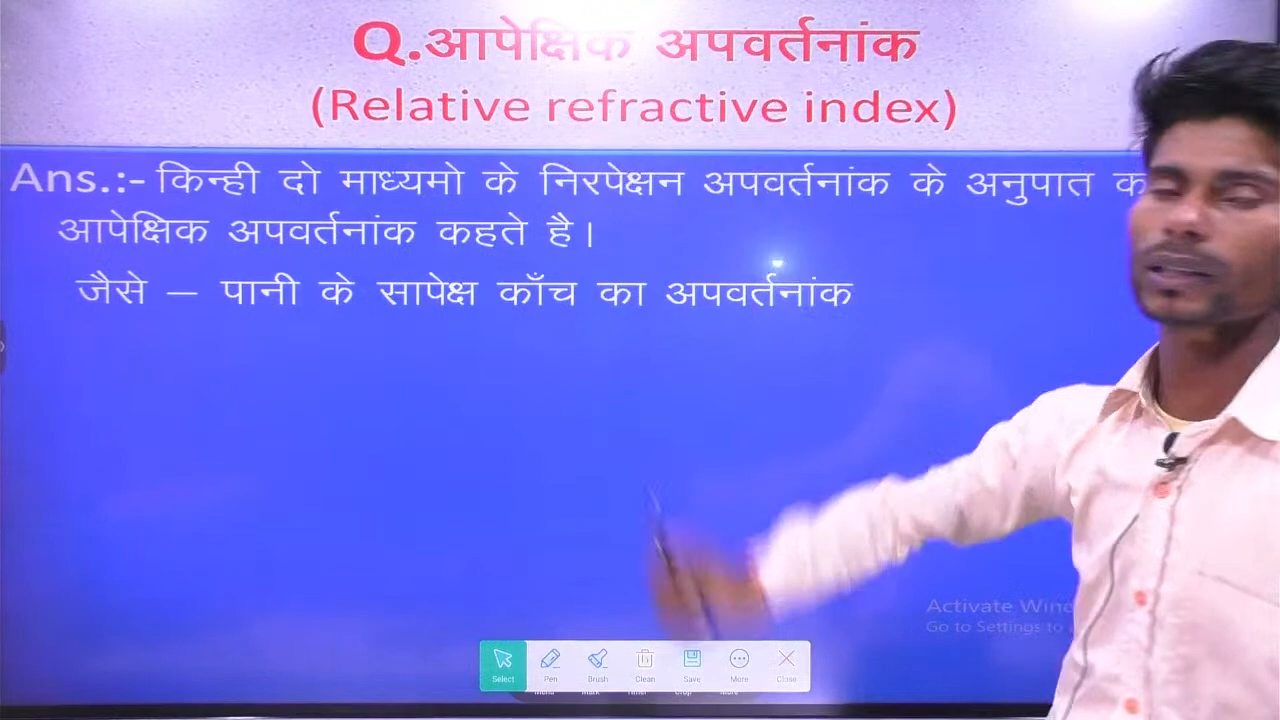 Q.आपेक्षिक अपवर्तनांक
(Relative refractive index)
Ans.:- किन्ही दो माध्यमो के निरपेक्षन अपवर्तनांक के अनुपात क
आपेक्षिक अपवर्तनांक कहते है।
जैसे – पानी के सापेक्ष काँच का अपवर्तनांक
Activate Wind
Go to Settings to
Select Pen Brush Clean Save More Close